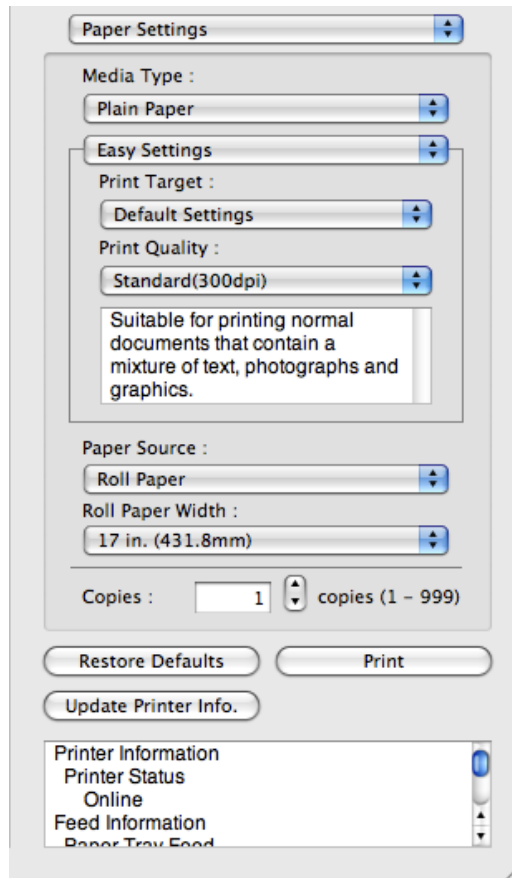 Paper Settings
Media Type :
Plain Paper
Easy Settings
Print Target :
Default Settings
Print Quality :
Standard(300dpi)
Suitable for printing normal
documents that contain a
mixture of text, photographs and
graphics.
Paper Source :
Roll Paper
Roll Paper Width :
17 in. (431.8mm)
Copies : 1 copies (1 – 999)
Restore Defaults Print
Update Printer Info.
Printer Information
Printer Status
Online
Feed Information
Paper Tray Feed